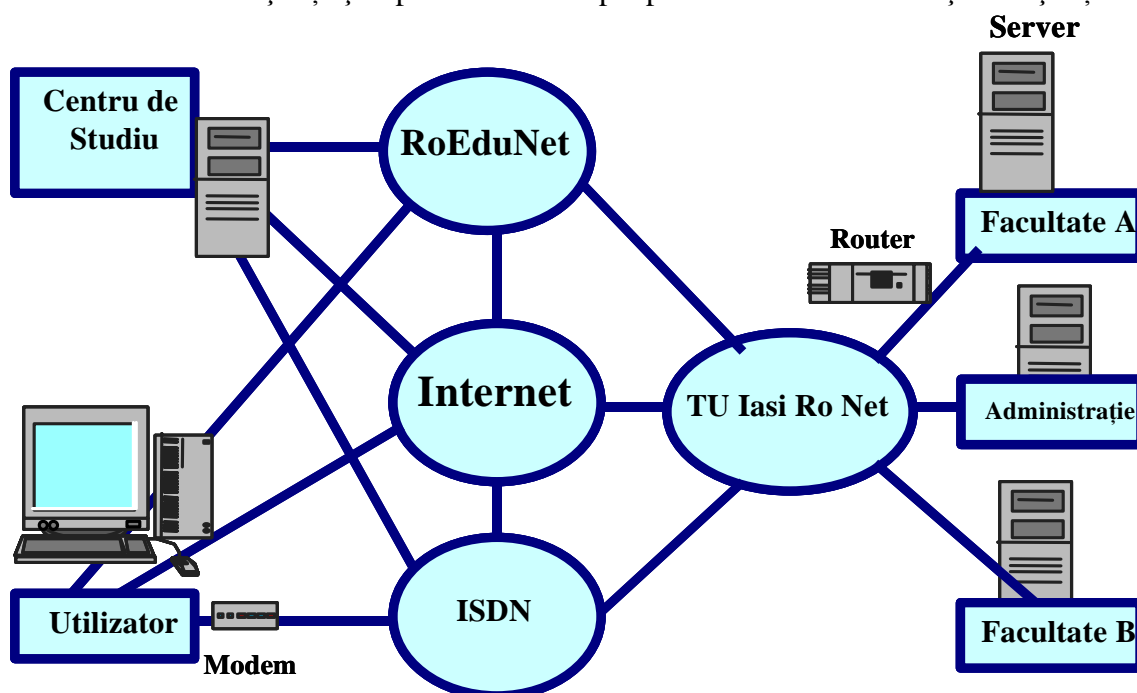 Server
Centru de
Studiu
RoEduNet
Facultate A
Router
Internet
TU Iasi Ro Net
Administrație
ISDN
Utilizator
Facultate B
Modem